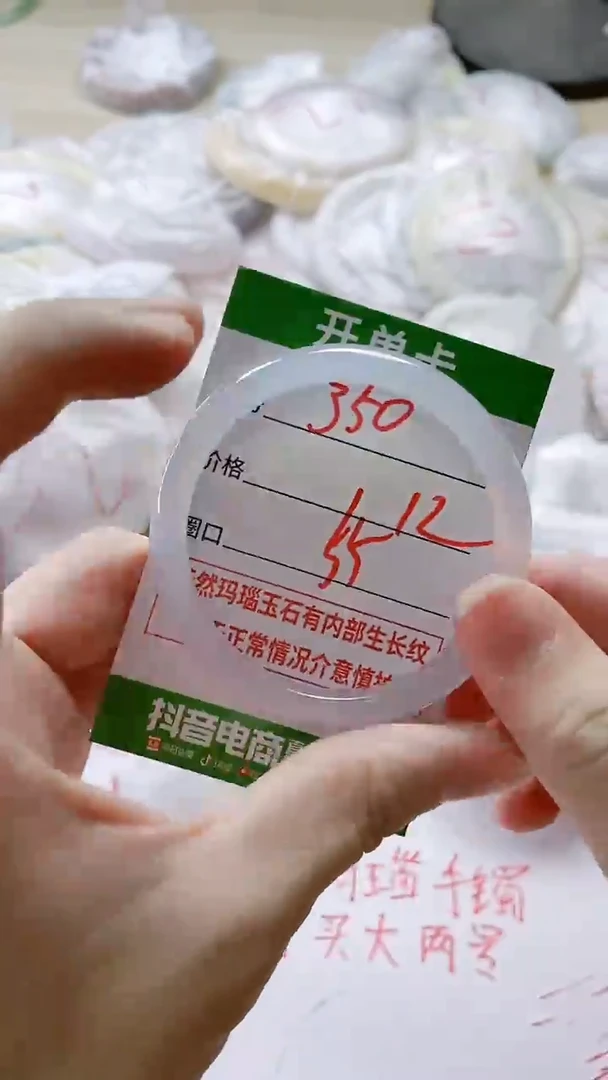 开单卡
350
价格
12
圈口
55
天然玛瑙玉石有内部生长纹
正常情况介意慎拍
抖音电商
玛瑙手镯
买大两号